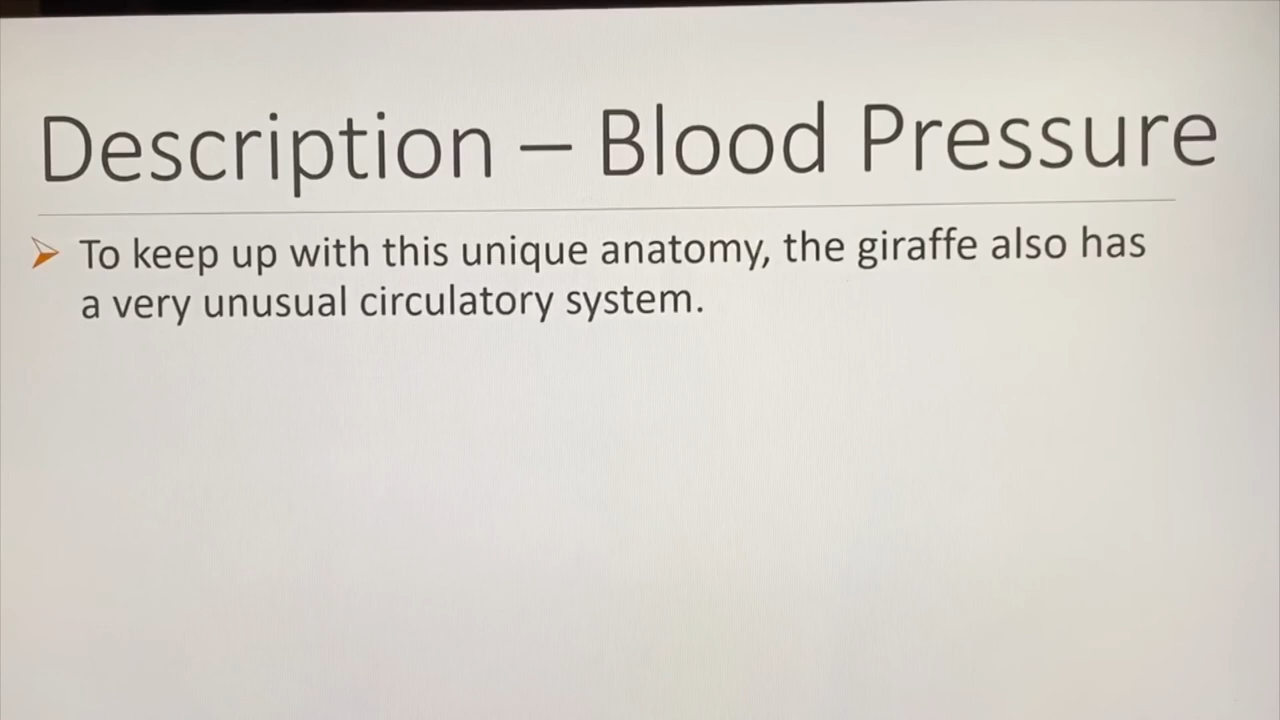 Description – Blood Pressure
To keep up with this unique anatomy, the giraffe also has
a very unusual circulatory system.